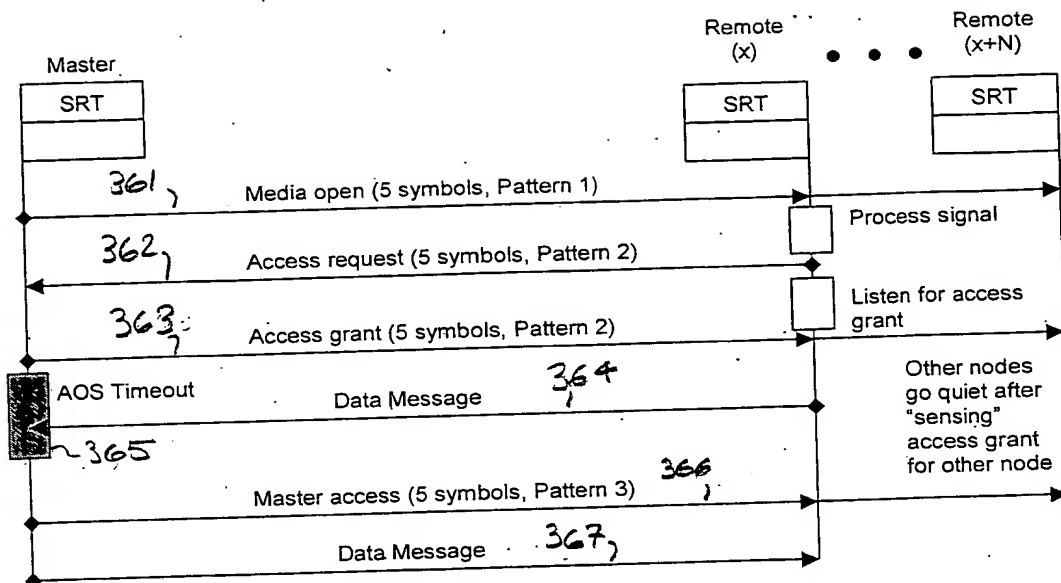 Master
SRT
Remote
(x)
SRT
Remote
(x+N)
SRT
361
Media open (5 symbols, Pattern 1)
Process signal
362
Access request (5 symbols, Pattern 2)
Listen for access
grant
363
Access grant (5 symbols, Pattern 2)
AOS Timeout
364
Data Message
365
Other nodes
go quiet after
"sensing"
access grant
for other node
366
Master access (5 symbols, Pattern 3)
367
Data Message